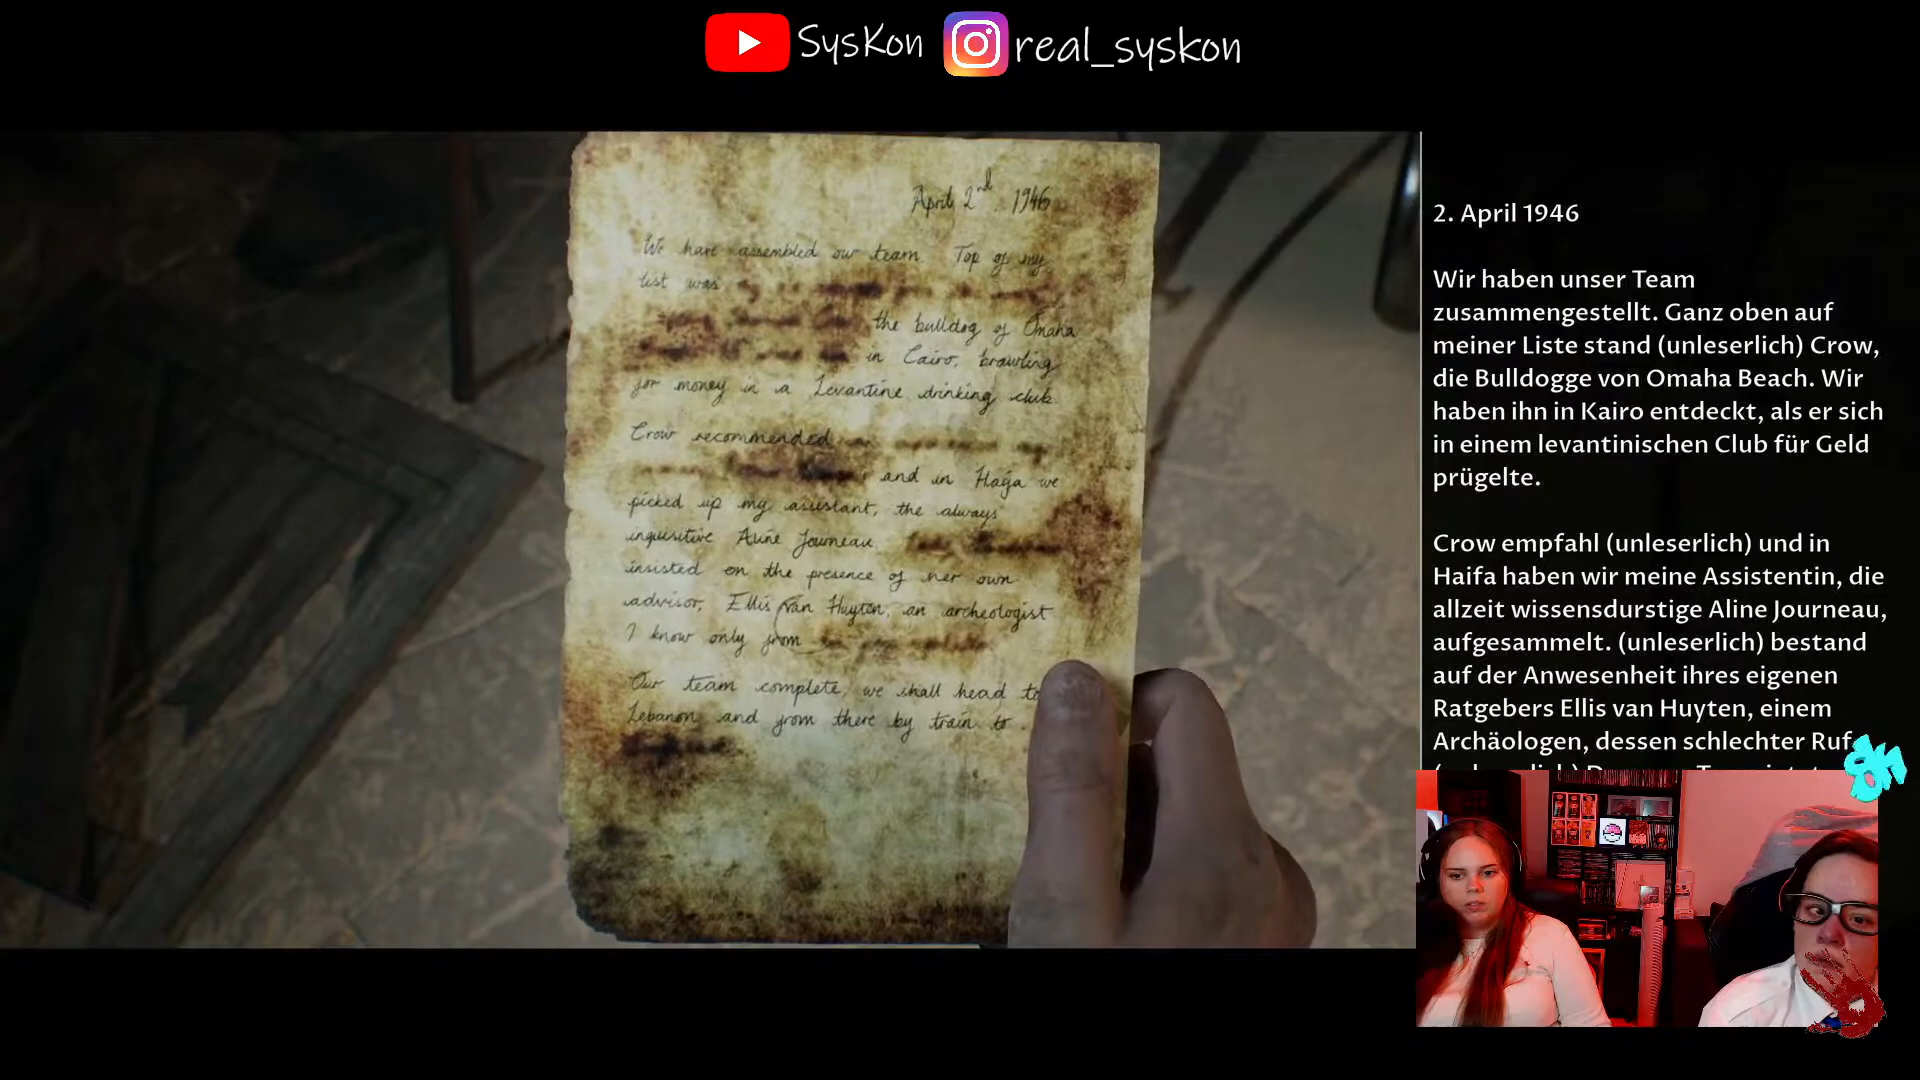 SysKon real_syskon
April 2nd. 1946
We have assembled our team. Top of my
list was
the bulldog of Omaha
in Cairo, brawling
for money in a Levantine drinking club.
Crow recommended
and in Haifa we
picked up my assistant, the always
inquisitive Aline Journeau.
insisted on the presence of her own
advisor, Ellis van Huyten, an archeologist
I know only from
Our team complete, we shall head to
Lebanon and from there by train to
2. April 1946
Wir haben unser Team
zusammengestellt. Ganz oben auf
meiner Liste stand (unleserlich) Crow,
die Bulldogge von Omaha Beach. Wir
haben ihn in Kairo entdeckt, als er sich
in einem levantinischen Club für Geld
prügelte.
Crow empfahl (unleserlich) und in
Haifa haben wir meine Assistentin, die
allzeit wissensdurstige Aline Journeau,
aufgesammelt. (unleserlich) bestand
auf der Anwesenheit ihres eigenen
Ratgebers Ellis van Huyten, einem
Archäologen, dessen schlechter Ruf